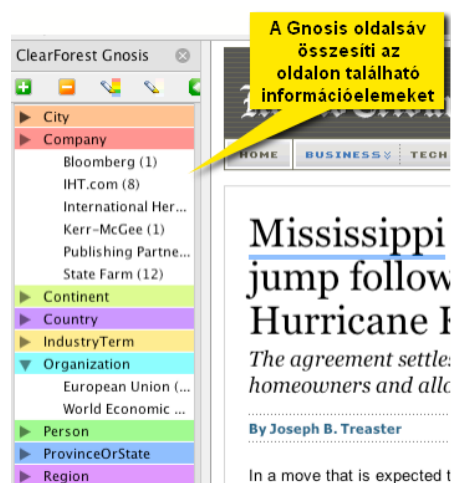 A Gnosis oldalsáv
összesíti az
oldalon található
információelemeket
ClearForest Gnosis
City
Company
Bloomberg (1)
IHT.com (8)
International Her...
Kerr-McGee (1)
Publishing Partne...
State Farm (12)
Continent
Country
IndustryTerm
Organization
European Union (...
World Economic ...
Person
ProvinceOrState
Region
HOME BUSINESS TECH
Mississippi
jump follow
Hurricane
The agreement settle
homeowners and allo
By Joseph B. Treaster
In a move that is expected t